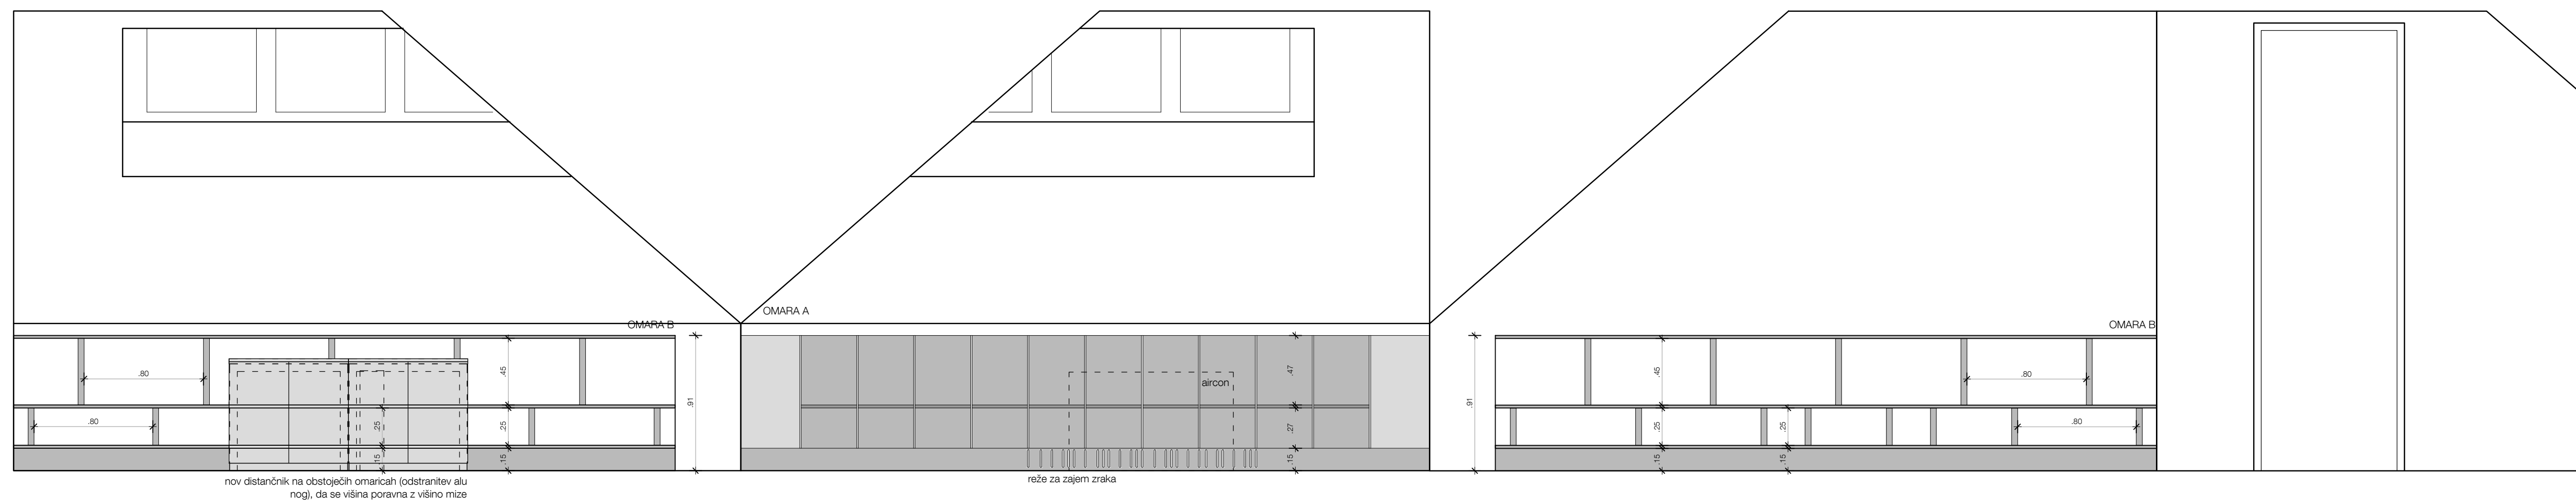 OMARA B
.80
.80
.45
.25
.25
.15
.15
.91
nov distančnik na obstoječih omaricah (odstranitev alu
nog), da se višina poravna z višino mize
OMARA A
aircon
.47
.27
.15
reže za zajem zraka
.91
OMARA B
.45
.80
.25
.25
.80
.15
.15